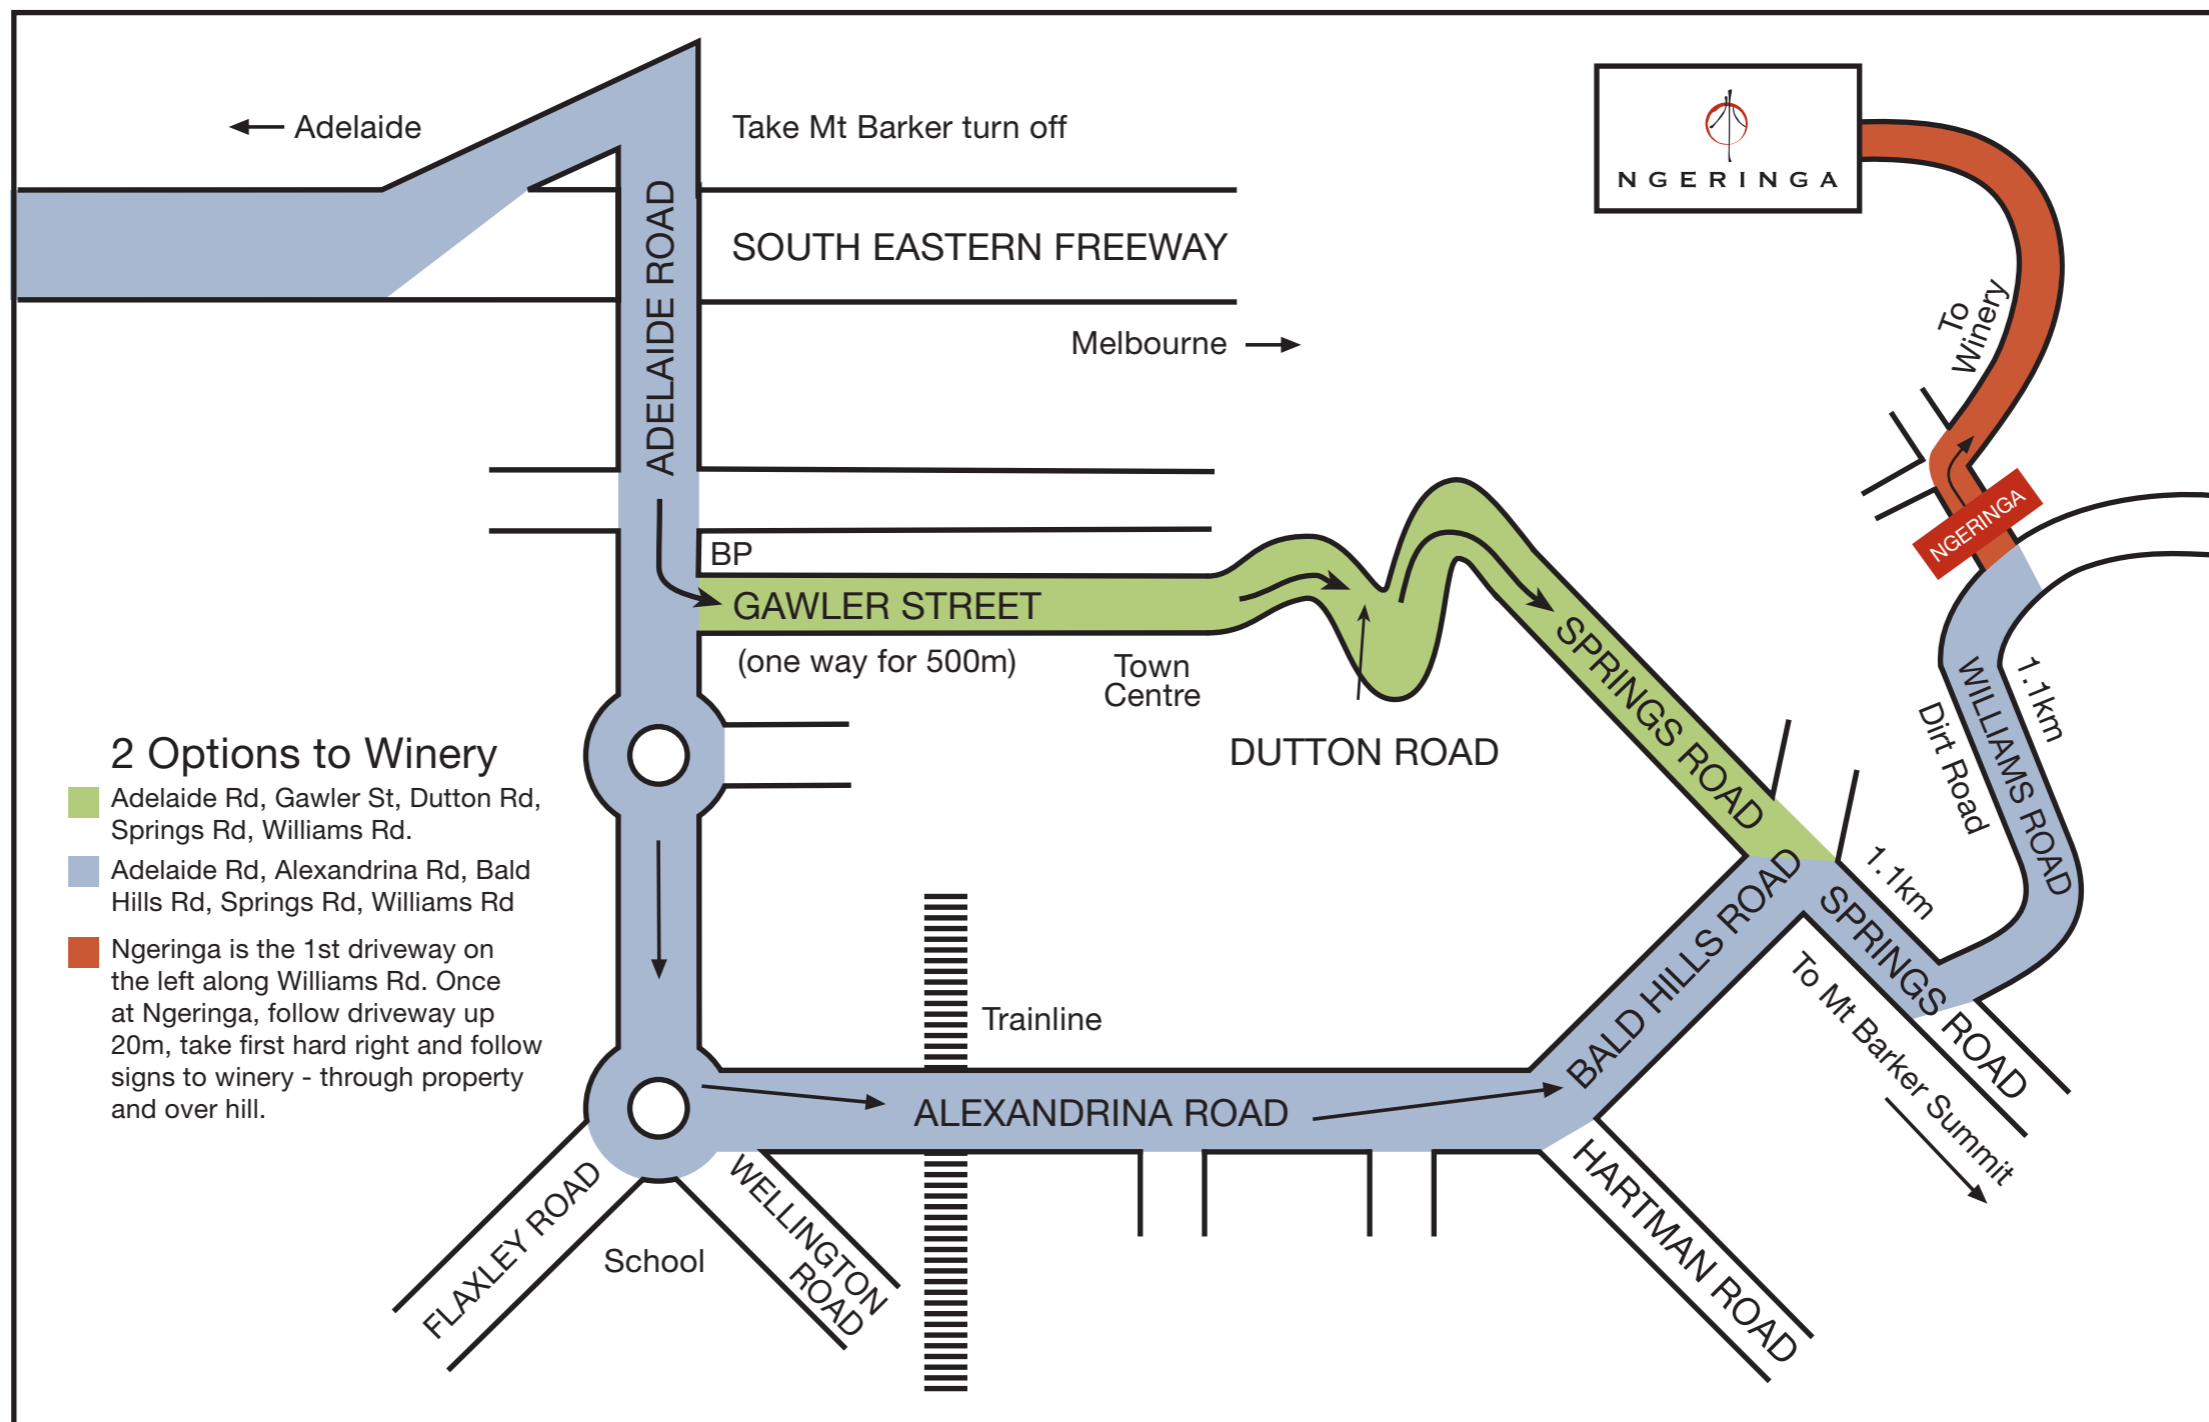 Adelaide
Take Mt Barker turn off
NGERINGA
ADELAIDE ROAD
SOUTH EASTERN FREEWAY
Melbourne
To
Winery
NGERINGA
BP
GAWLER STREET
(one way for 500m)
Town
Centre
DUTTON ROAD
SPRINGS ROAD
WILLIAMS ROAD
1.1km
Dirt Road
2 Options to Winery
Adelaide Rd, Gawler St, Dutton Rd,
Springs Rd, Williams Rd.
Adelaide Rd, Alexandrina Rd, Bald
Hills Rd, Springs Rd, Williams Rd
Ngeringa is the 1st driveway on
the left along Williams Rd. Once
at Ngeringa, follow driveway up
20m, take first hard right and follow
signs to winery - through property
and over hill.
1.1km
SPRINGS ROAD
To Mt Barker Summit
BALD HILLS ROAD
Trainline
ALEXANDRINA ROAD
HARTMAN ROAD
FLAXLEY ROAD
School
WELLINGTON
ROAD